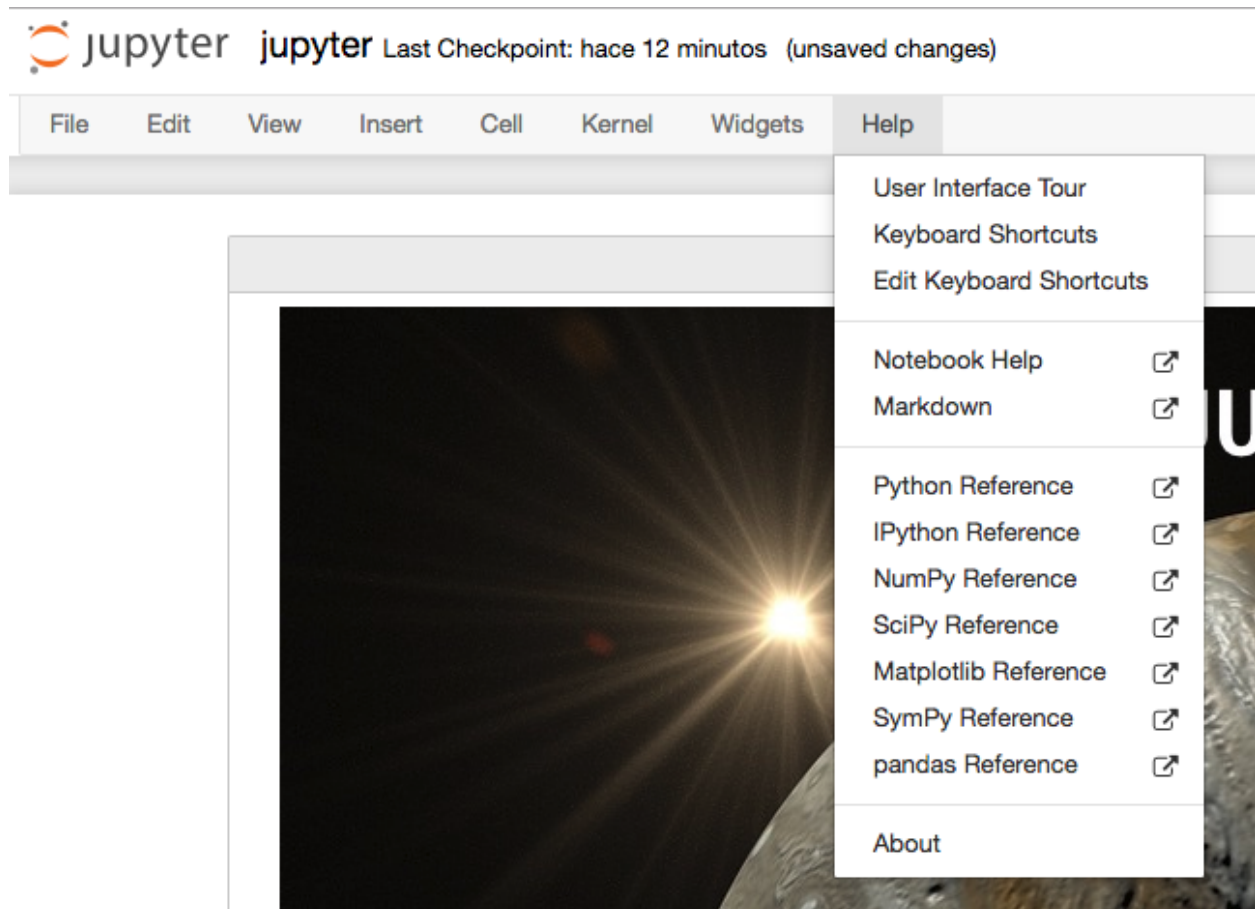 jupyter jupyter Last Checkpoint: hace 12 minutos (unsaved changes)
File Edit View Insert Cell Kernel Widgets Help
User Interface Tour
Keyboard Shortcuts
Edit Keyboard Shortcuts
Notebook Help
Markdown
Python Reference
IPython Reference
NumPy Reference
SciPy Reference
Matplotlib Reference
SymPy Reference
pandas Reference
About